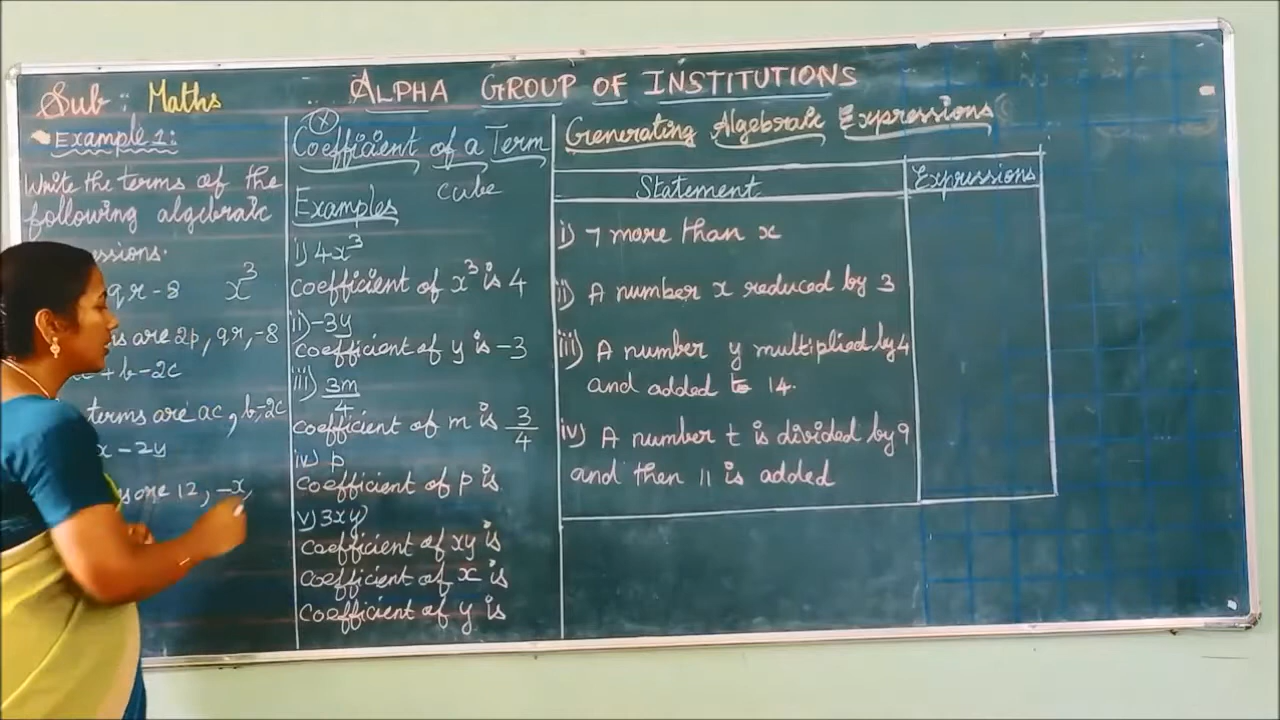 Sub : Maths
ALPHA GROUP OF INSTITUTIONS
Example 1:
Write the terms of the
following algebraic
ssions.
qr-8 x³
are 2p, qr, -8
+ b-2c
terms are ac, b, -2c
x - 2y
are 12, -x,
(x)
Coefficient of a Term
cube
Examples
i) 4x³
coefficient of x³ is 4
ii) -3y
coefficient of y is -3
iii) 3m/4
coefficient of m is 3/4
iv) p
coefficient of p is
v) 3xy
coefficient of xy is
coefficient of x is
coefficient of y is
Generating Algebraic Expressions
Statement Expressions
i) 7 more than x
ii) A number x reduced by 3
iii) A number y multiplied by 4
and added to 14.
iv) A number t is divided by 9
and then 11 is added